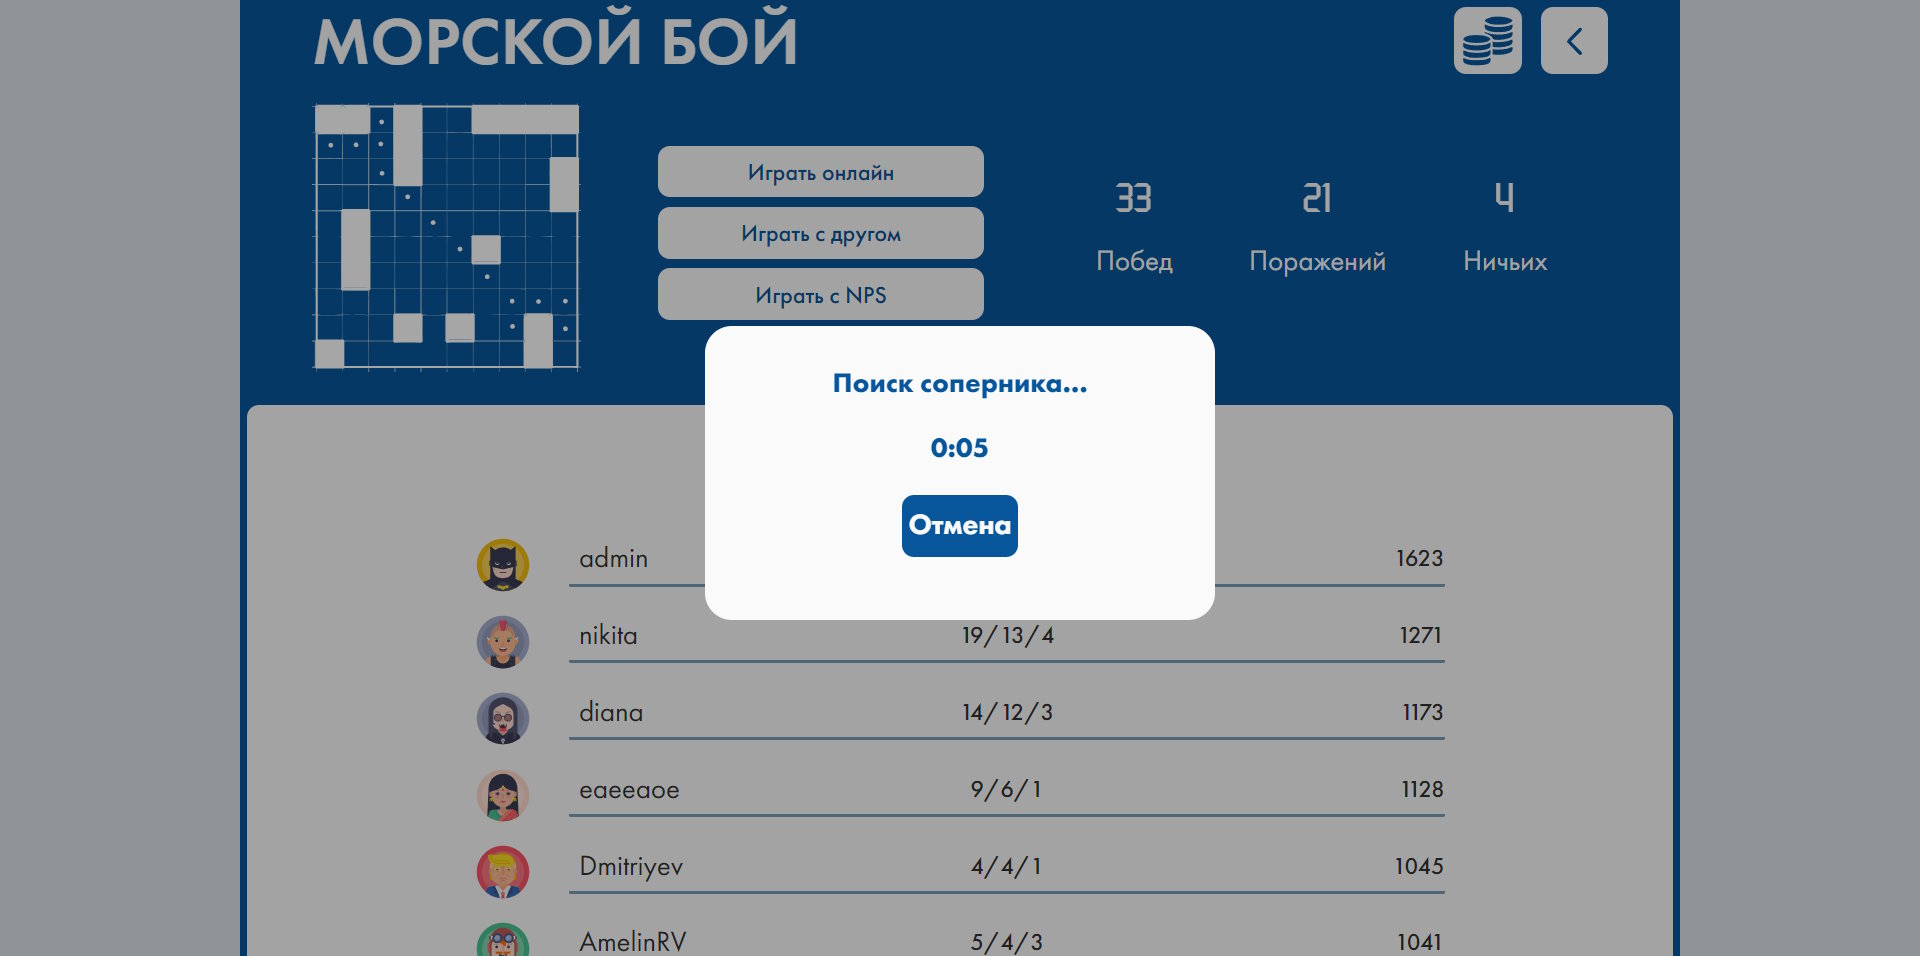 МОРСКОЙ БОЙ
Играть онлайн
Играть с другом
Играть с NPS
33
21
4
Побед
Поражений
Ничьих
Поиск соперника...
0:05
Отмена
admin 1623
nikita 19/13/4 1271
diana 14/12/3 1173
eaeeaoe 9/6/1 1128
Dmitriyev 4/4/1 1045
AmelinRV 5/4/3 1041